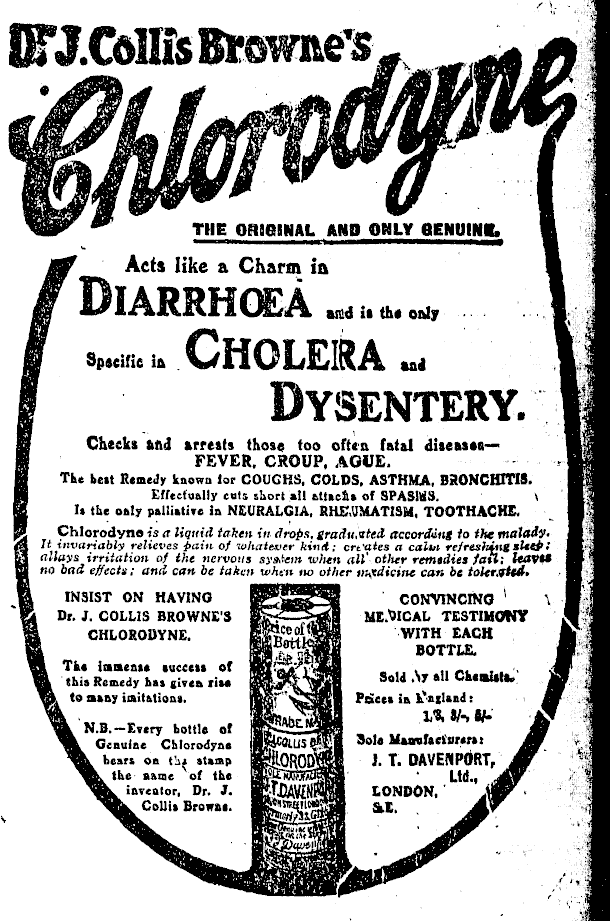 Dr. J. Collis Browne's
Chlorodyne
THE ORIGINAL AND ONLY GENUINE.
Acts like a Charm in
DIARRHOEA and is the only
Specific in CHOLERA and
DYSENTERY.
Checks and arrests those too often fatal diseases—
FEVER, CROUP, AGUE.
The best Remedy known for COUGHS, COLDS, ASTHMA, BRONCHITIS.
Effectually cuts short all attacks of SPASMS.
Is the only palliative in NEURALGIA, RHEUMATISM, TOOTHACHE.
Chlorodyne is a liquid taken in drops, graduated according to the malady.
It invariably relieves pain of whatever kind; creates a calm refreshing sleep;
allays irritation of the nervous system when all other remedies fail; leaves
no bad effects; and can be taken when no other medicine can be tolerated.
INSIST ON HAVING
Dr. J. COLLIS BROWNE'S
CHLORODYNE.
The immense success of
this Remedy has given rise
to many imitations.
N.B.—Every bottle of
Genuine Chlorodyne
bears on the stamp
the name of the
inventor, Dr. J.
Collis Browne.
Price of
Bottle
TRADE
COLLIS
CHLORODYNE
J.T. DAVENPORT
CONVINCING
MEDICAL TESTIMONY
WITH EACH
BOTTLE.
Sold by all Chemists.
Prices in England:
3/-,
Sole Manufacturers:
J. T. DAVENPORT,
Ltd.,
LONDON,
S.E.